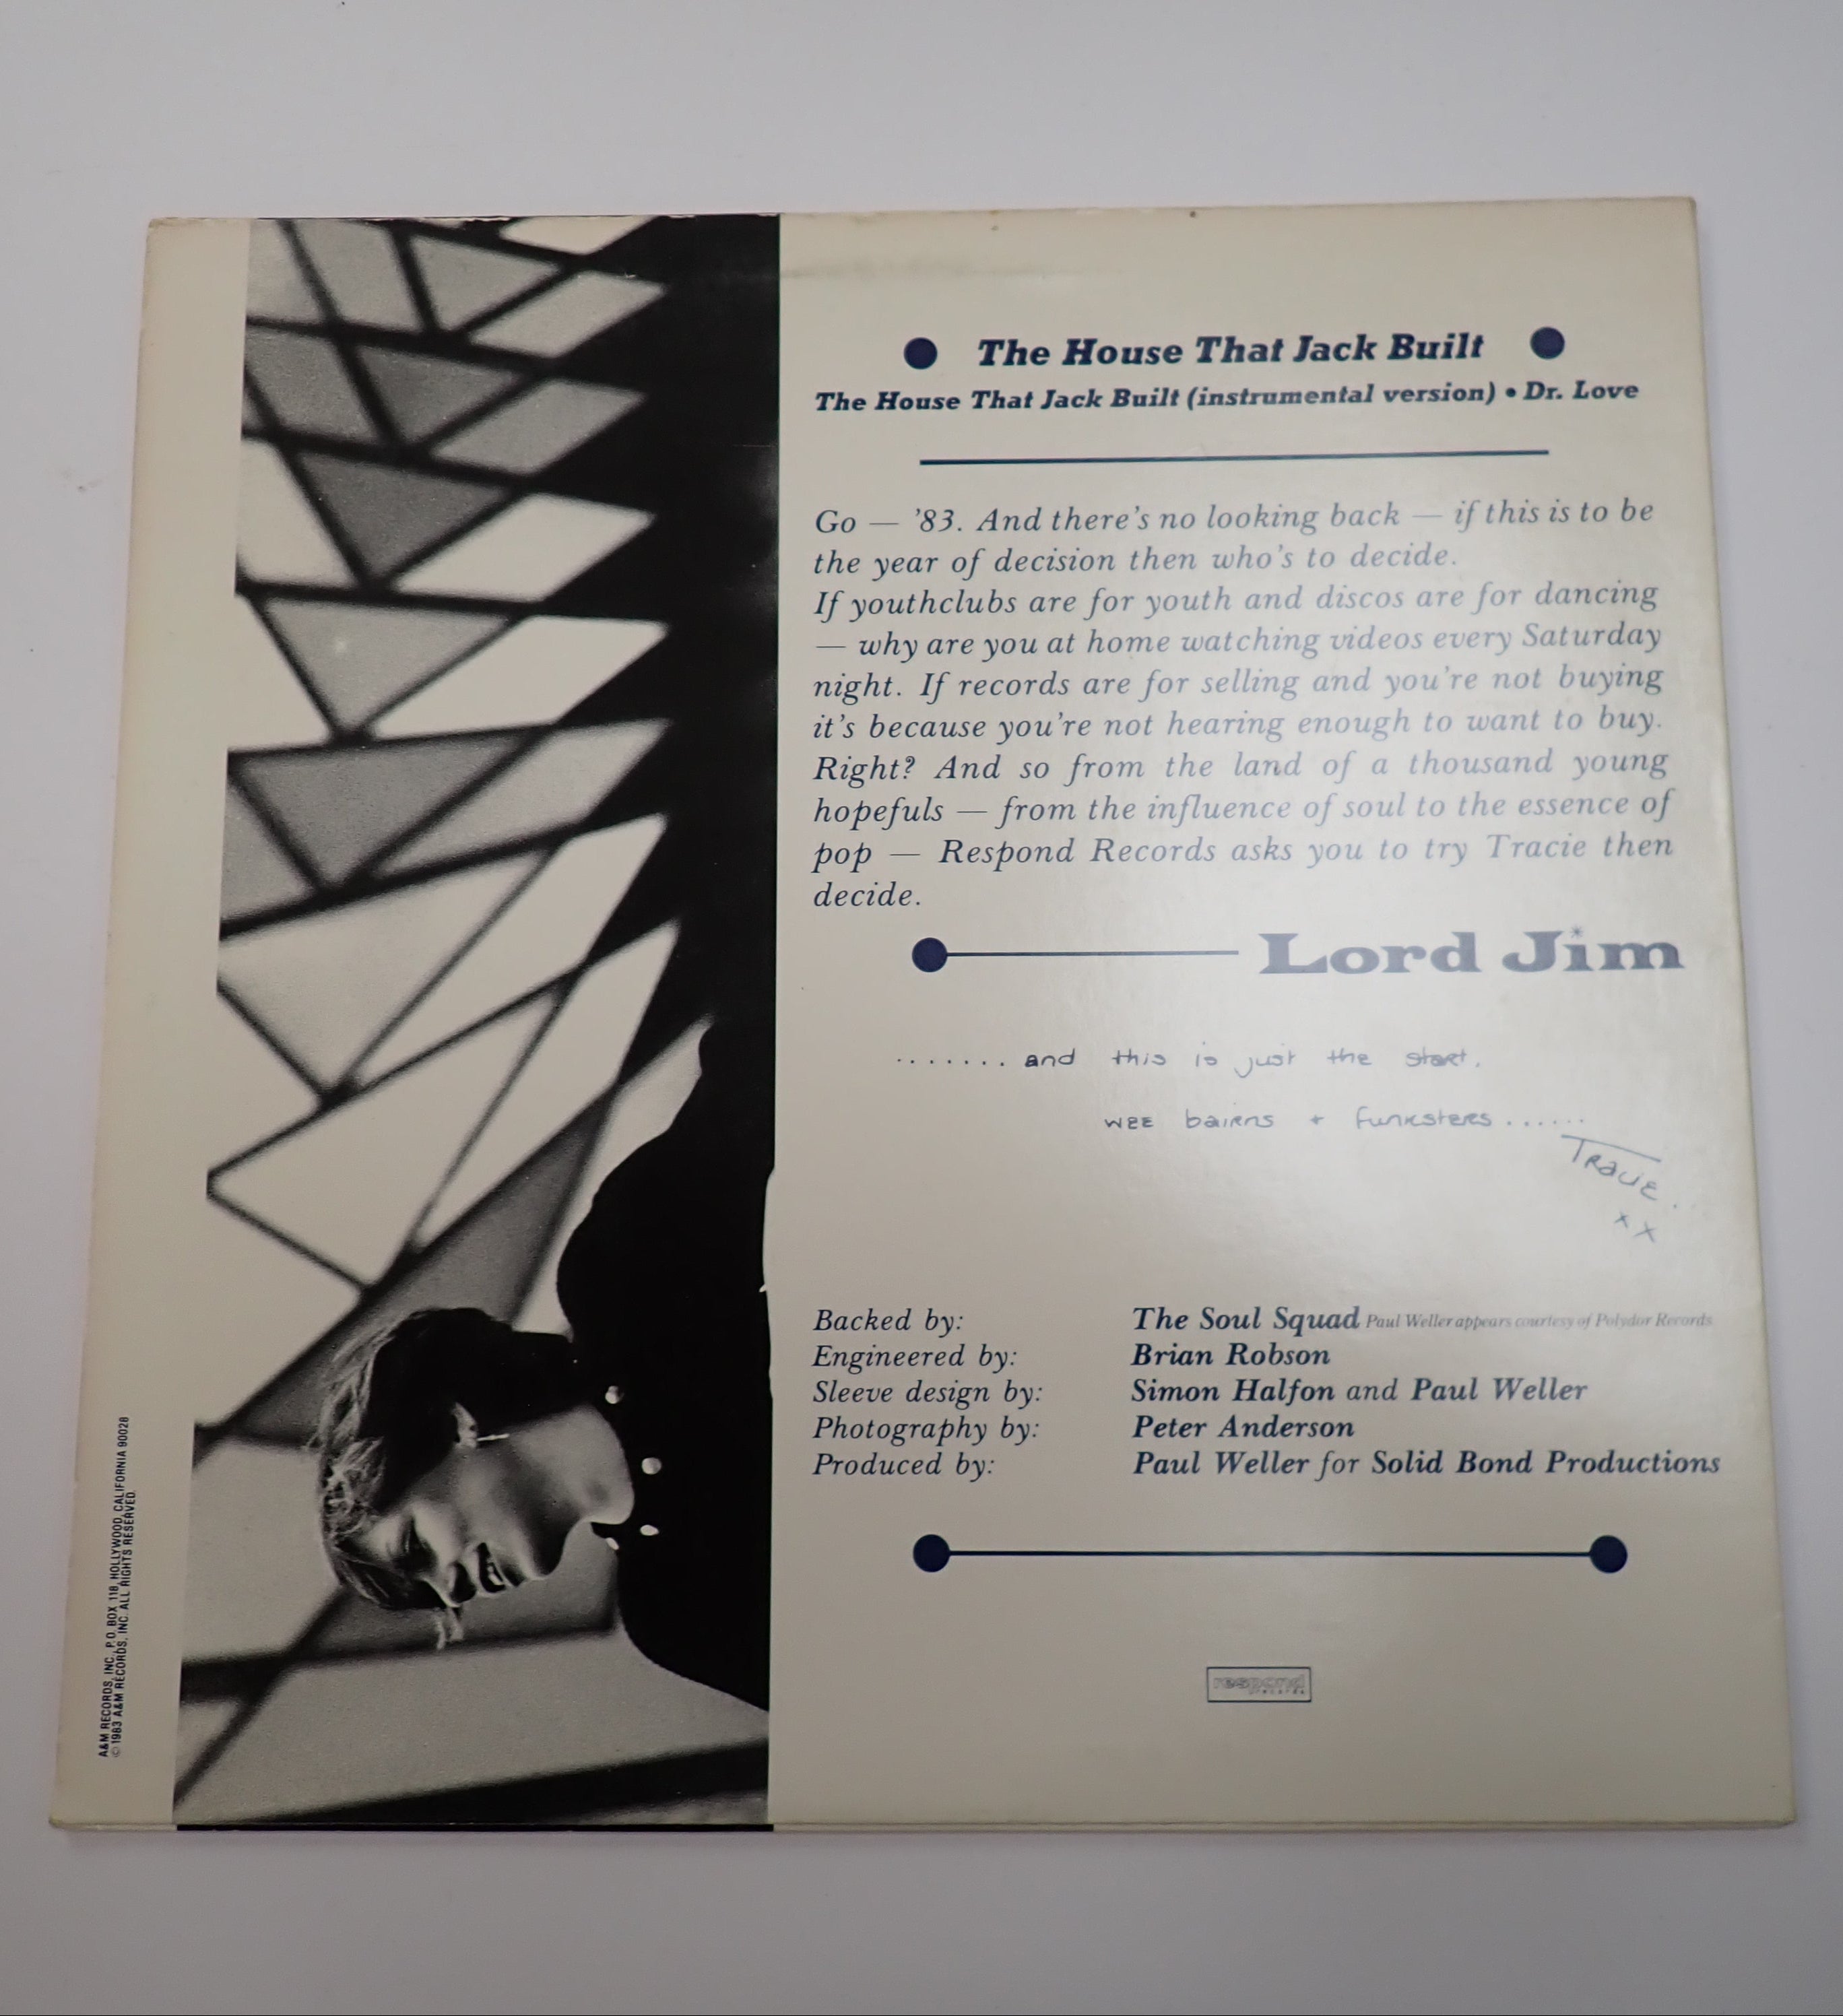 The House That Jack Built
The House That Jack Built (instrumental version) • Dr. Love
Go — '83. And there's no looking back — if this is to be
the year of decision then who's to decide.
If youthclubs are for youth and discos are for dancing
— why are you at home watching videos every Saturday
night. If records are for selling and you're not buying
it's because you're not hearing enough to want to buy.
Right? And so from the land of a thousand young
hopefuls — from the influence of soul to the essence of
pop — Respond Records asks you to try Tracie then
decide.
Lord Jim
........ and this is just the start,
wee bairns + funksters ......
Tracie.
x x
Backed by: The Soul Squad Paul Weller appears courtesy of Polydor Records
Engineered by: Brian Robson
Sleeve design by: Simon Halfon and Paul Weller
Photography by: Peter Anderson
Produced by: Paul Weller for Solid Bond Productions
respond
records
A&M RECORDS, INC. P.O. BOX 118, HOLLYWOOD, CALIFORNIA 90028
© 1983 A&M RECORDS, INC. ALL RIGHTS RESERVED.